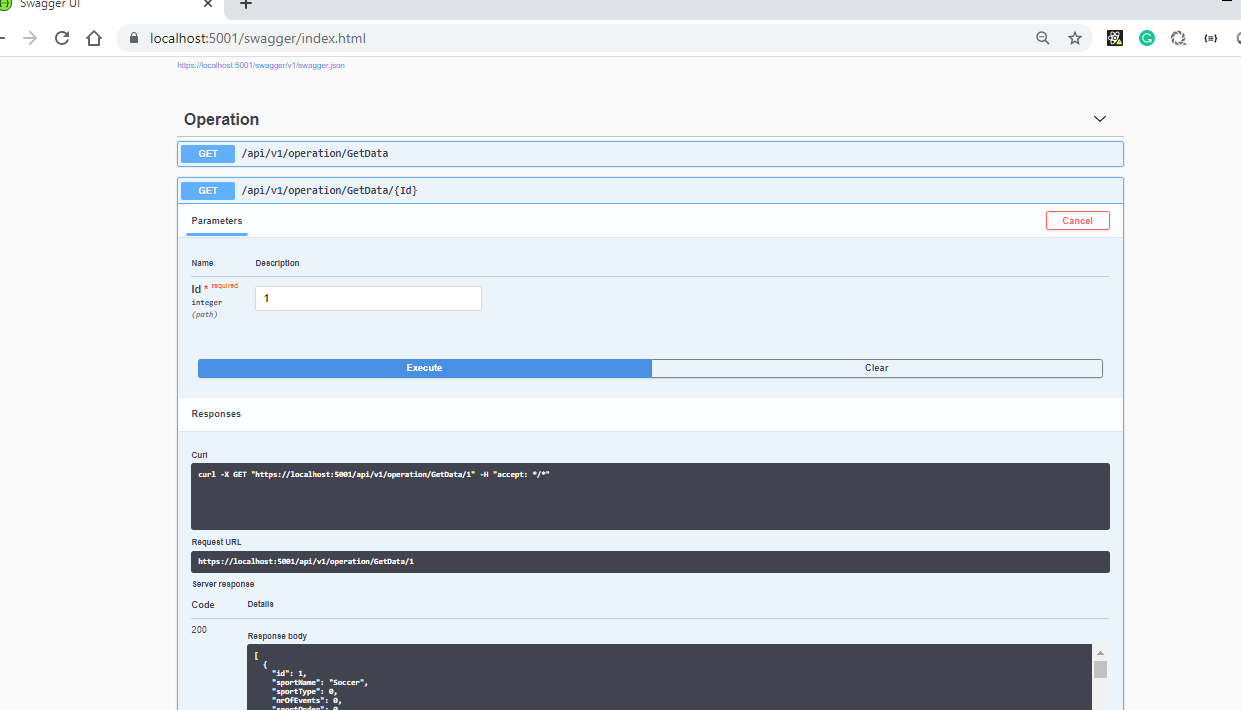 Swagger UI
localhost:5001/swagger/index.html
https://localhost:5001/swagger/v1/swagger.json
Operation
GET /api/v1/operation/GetData
GET /api/v1/operation/GetData/{Id}
Parameters Cancel
Name Description
Id * required
integer
(path)
1
Execute Clear
Responses
Curl
curl -X GET "https://localhost:5001/api/v1/operation/GetData/1" -H "accept: */*"
Request URL
https://localhost:5001/api/v1/operation/GetData/1
Server response
Code Details
200
Response body
[
{
"id": 1,
"sportName": "Soccer",
"sportType": 0,
"nrOfEvents": 0,
"sportOrder": 0